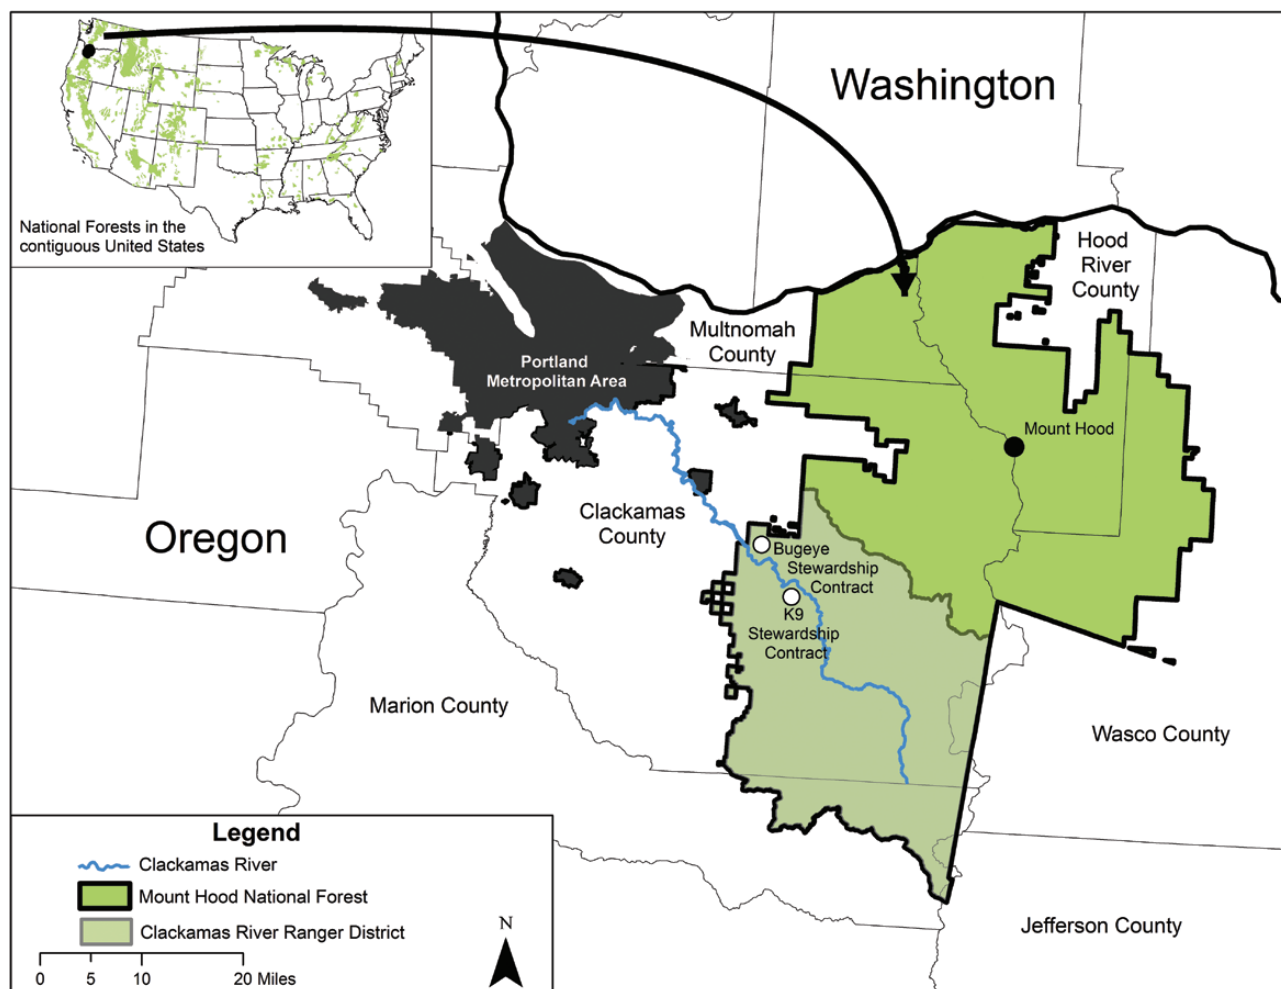 National Forests in the
contiguous United States
Washington
Hood
River
County
Multnomah
County
Portland
Metropolitan Area
Mount Hood
Clackamas
County
Oregon
Bugeye
Stewardship
Contract
K9
Stewardship
Contract
Marion County
Wasco County
Jefferson County
Legend
Clackamas River
Mount Hood National Forest
Clackamas River Ranger District
0 5 10 20 Miles
N